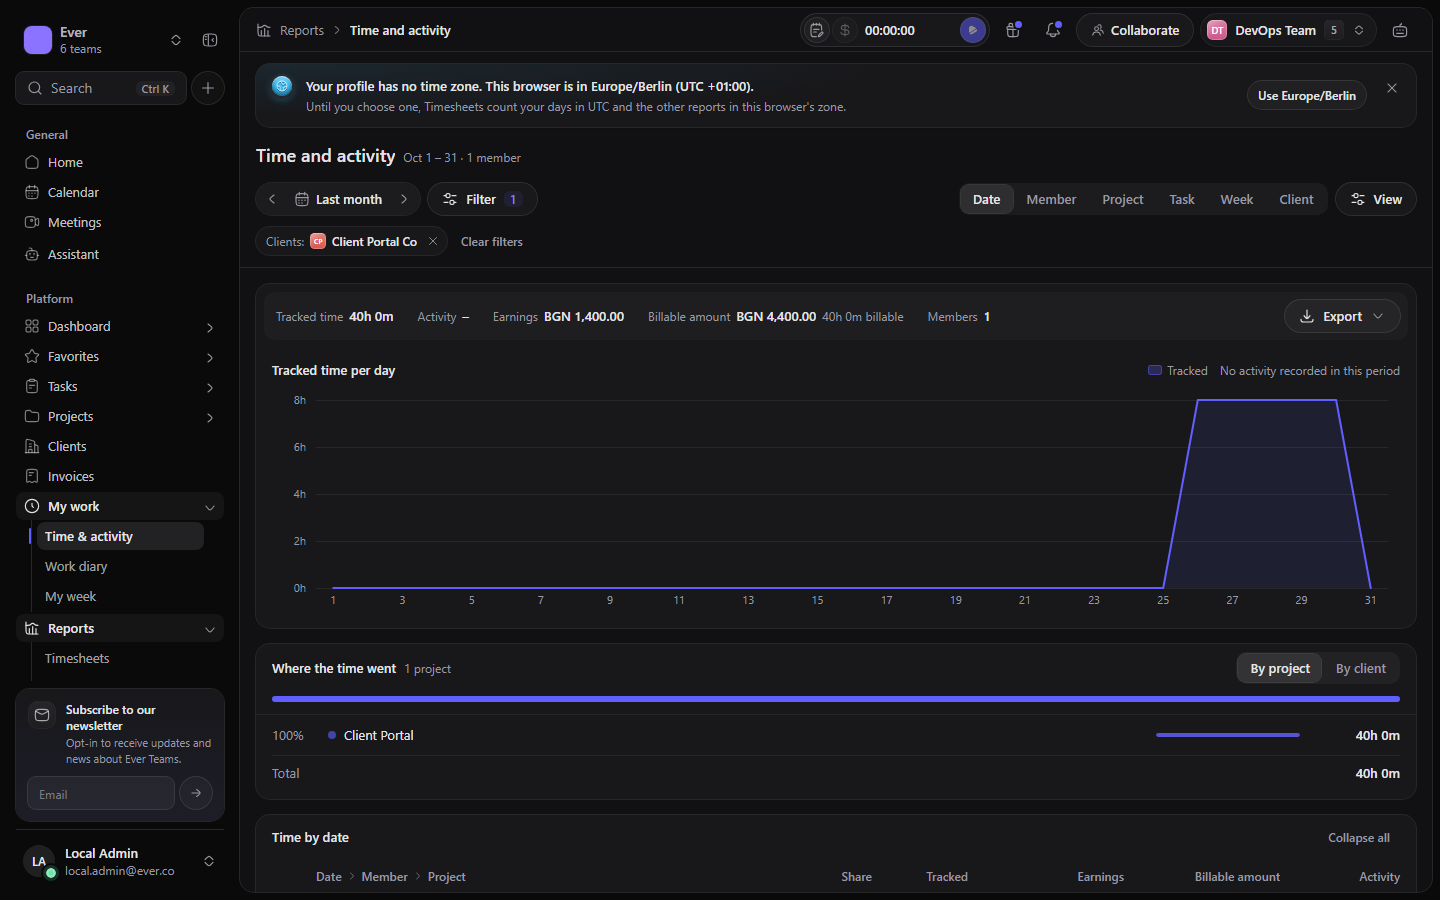 Ever
6 teams
Search
Ctrl K
General
Home
Calendar
Meetings
Assistant
Platform
Dashboard
Favorites
Tasks
Projects
Clients
Invoices
My work
Time & activity
Work diary
My week
Reports
Timesheets
Subscribe to our
newsletter
Opt-in to receive updates and
news about Ever Teams.
Email
LA
Local Admin
local.admin@ever.co
Reports
Time and activity
$
00:00:00
Collaborate
DT
DevOps Team
5
Your profile has no time zone. This browser is in Europe/Berlin (UTC +01:00).
Until you choose one, Timesheets count your days in UTC and the other reports in this browser's zone.
Use Europe/Berlin
Time and activity Oct 1 – 31 · 1 member
Last month
Filter 1
Date Member Project Task Week Client
View
Clients: CP Client Portal Co
Clear filters
Tracked time 40h 0m Activity – Earnings BGN 1,400.00 Billable amount BGN 4,400.00 40h 0m billable Members 1
Export
Tracked time per day
Tracked No activity recorded in this period
8h
6h
4h
2h
0h
1 3 5 7 9 11 13 15 17 19 21 23 25 27 29 31
Where the time went 1 project
By project By client
100% Client Portal 40h 0m
Total 40h 0m
Time by date
Collapse all
Date Member Project Share Tracked Earnings Billable amount Activity